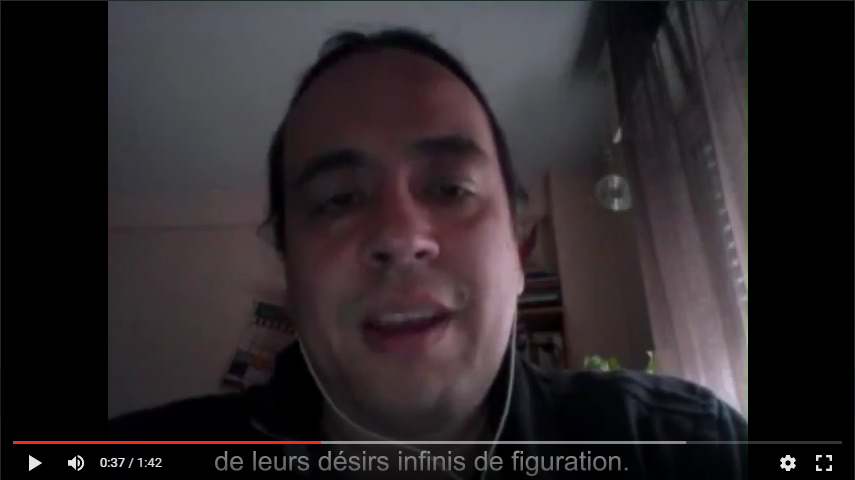 0:37 / 1:42
de leurs désirs infinis de figuration.